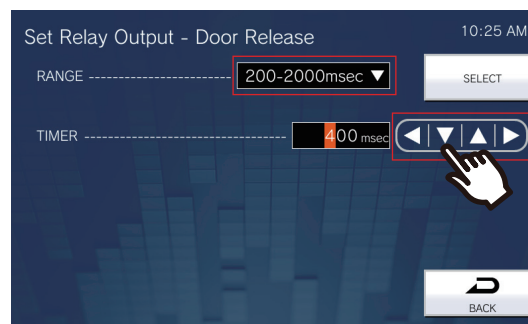 Set Relay Output - Door Release
10:25 AM
RANGE ----------------------- 200-2000msec ▼
SELECT
TIMER -------------------------------- 400 msec
BACK